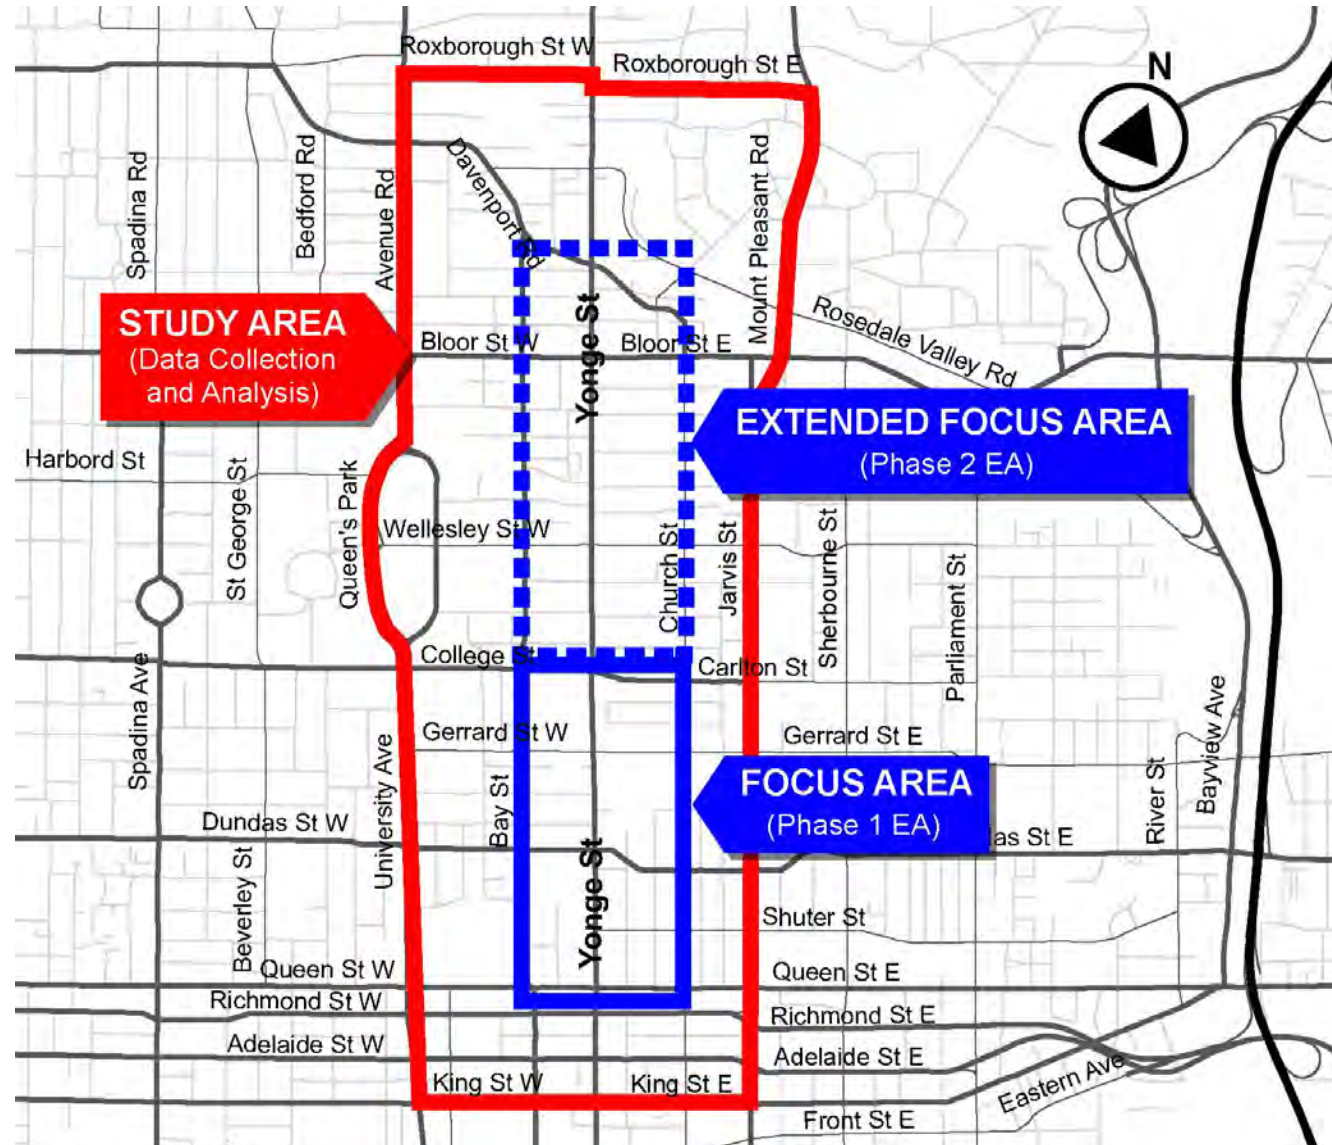 Roxborough St W
Roxborough St E
N
Spadina Rd
Bedford Rd
Avenue Rd
Davenport Rd
Mount Pleasant Rd
STUDY AREA
(Data Collection
and Analysis)
Bloor St W
Yonge St
Bloor St E
Rosedale Valley Rd
EXTENDED FOCUS AREA
(Phase 2 EA)
Harbord St
St George St
Queen's Park
Wellesley St W
Church St
Jarvis St
Sherbourne St
Parliament St
College St
Carlton St
Spadina Ave
University Ave
Gerrard St W
Gerrard St E
Bay St
FOCUS AREA
(Phase 1 EA)
River St
Bayview Ave
Dundas St W
las St E
Beverley St
Yonge St
Shuter St
Queen St W
Queen St E
Richmond St W
Richmond St E
Adelaide St W
Adelaide St E
King St W
King St E
Eastern Ave
Front St E